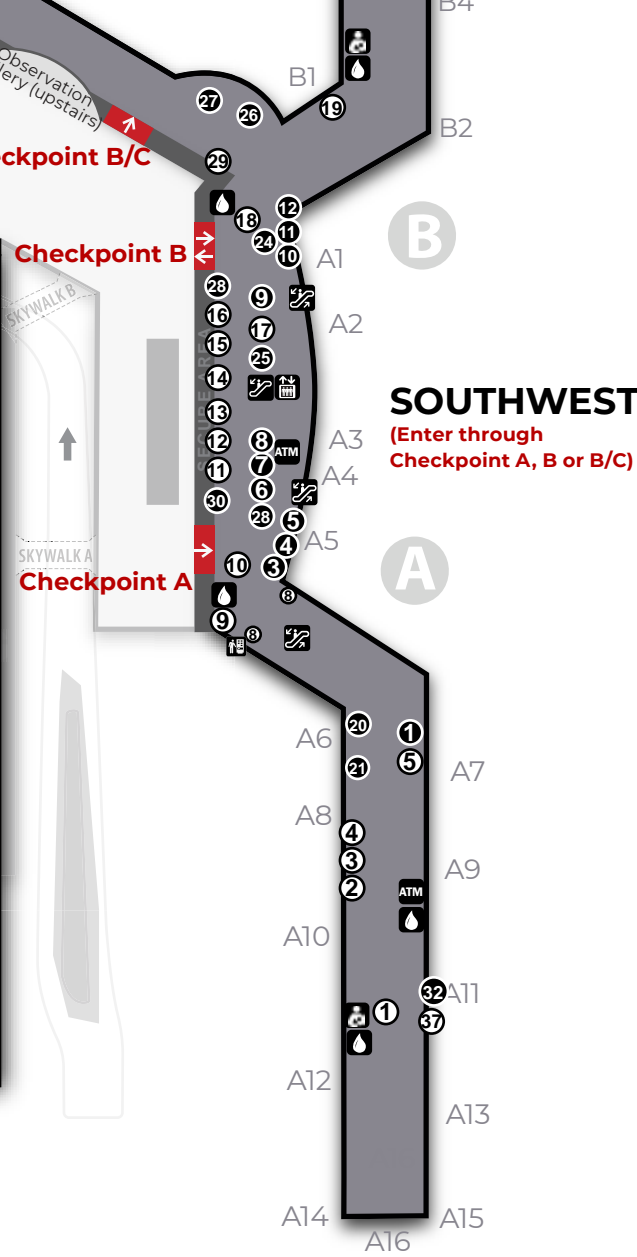 B4
B1
19
27
26
Observation
lery (upstairs)
B2
eckpoint B/C
29
12
18
11
24
10
B
Checkpoint B
A1
28
9
SKYWALK B
16
17
A2
15
25
SECURE AREA
14
SOUTHWEST
13
(Enter through
Checkpoint A, B or B/C)
12
8
ATM
A3
11
7
A4
6
30
28
5
4
A5
SKYWALK A
10
3
A
Checkpoint A
8
9
8
20
1
A6
21
5
A7
A8
4
3
A9
2
ATM
A10
32
A11
1
37
A12
A13
A14
A15
A16